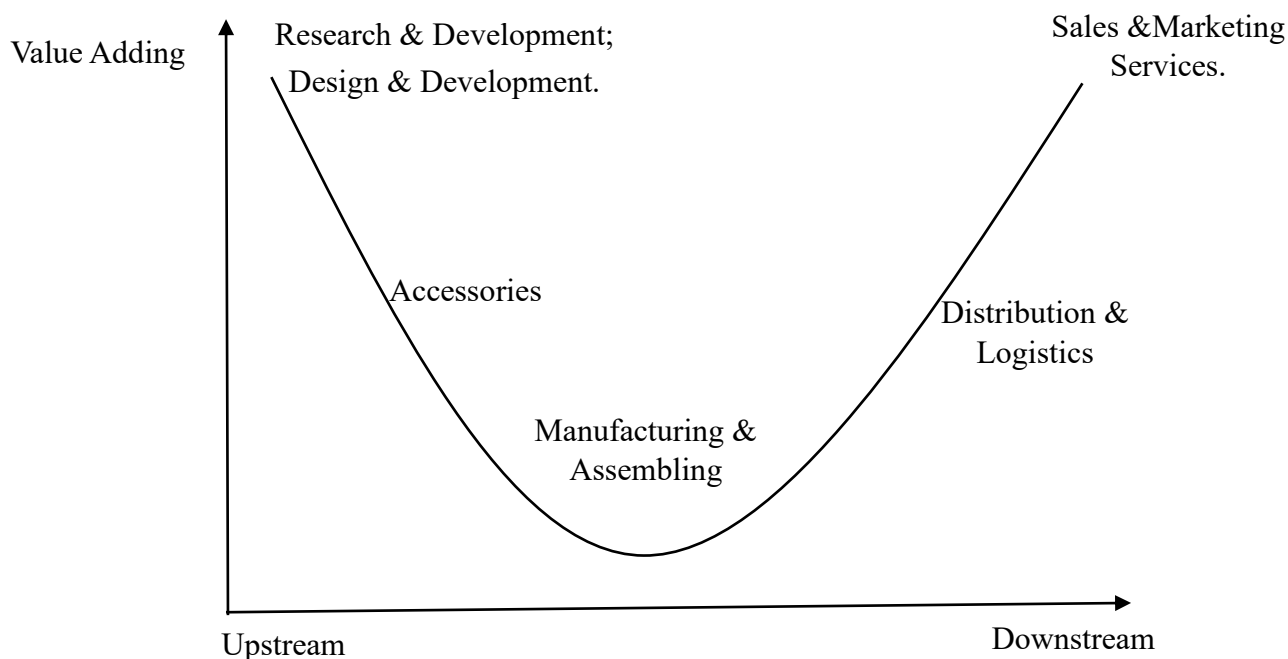 Value Adding
Research & Development;
Design & Development.
Sales &Marketing
Services.
Accessories
Distribution &
Logistics
Manufacturing &
Assembling
Upstream
Downstream